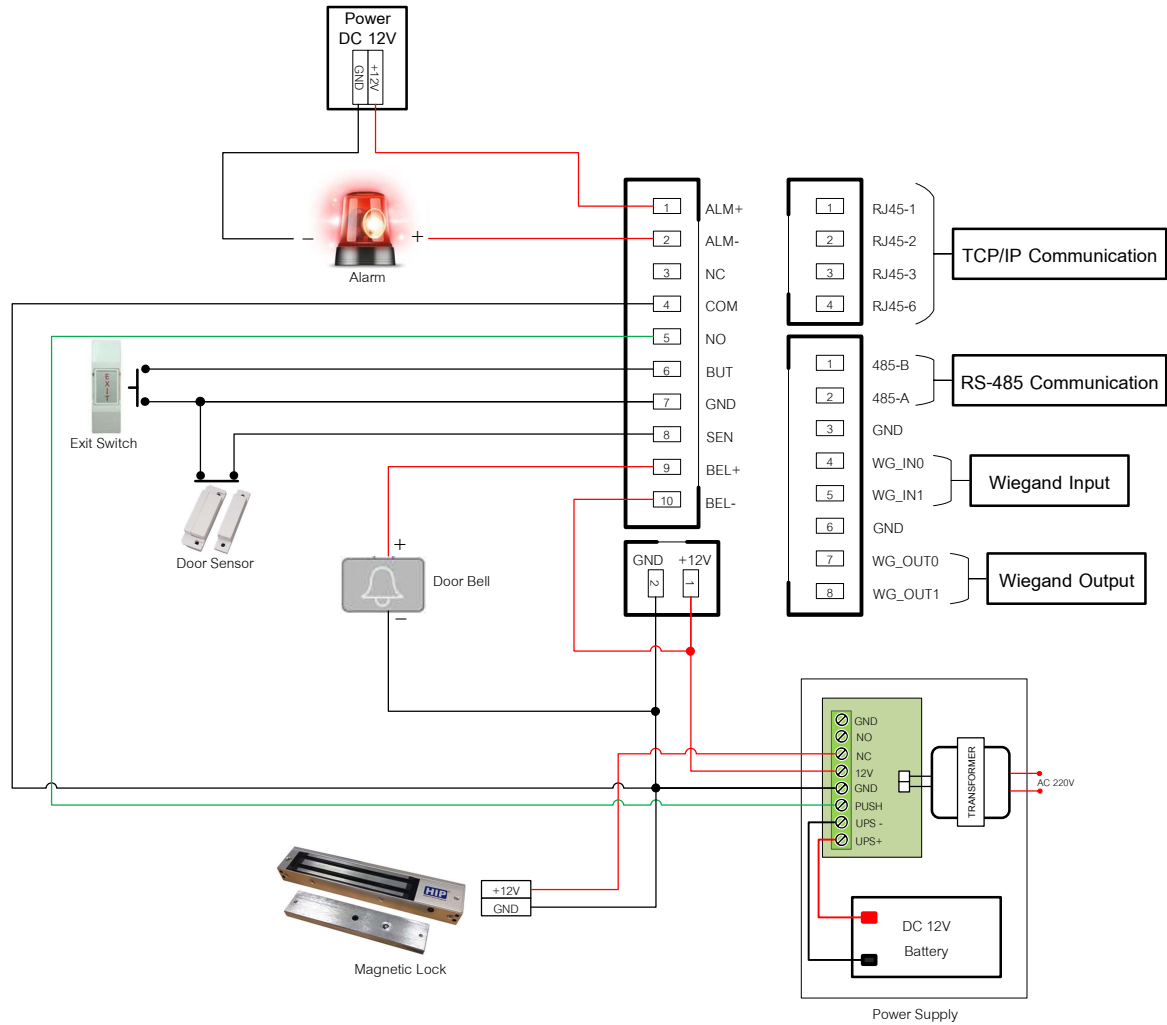 Power
DC 12V
GND
+12V
–
+
Alarm
1 ALM+
2 ALM-
3 NC
4 COM
5 NO
6 BUT
7 GND
8 SEN
9 BEL+
10 BEL-
1 RJ45-1
2 RJ45-2
3 RJ45-3
4 RJ45-6
TCP/IP Communication
1 485-B
2 485-A
3 GND
4 WG_IN0
5 WG_IN1
6 GND
7 WG_OUT0
8 WG_OUT1
RS-485 Communication
Wiegand Input
Wiegand Output
EXIT
Exit Switch
Door Sensor
+
Door Bell
–
GND +12V
2 1
GND
NO
NC
12V
GND
PUSH
UPS -
UPS+
TRANSFORMER
AC 220V
DC 12V
Battery
Power Supply
HIP
+12V
GND
Magnetic Lock